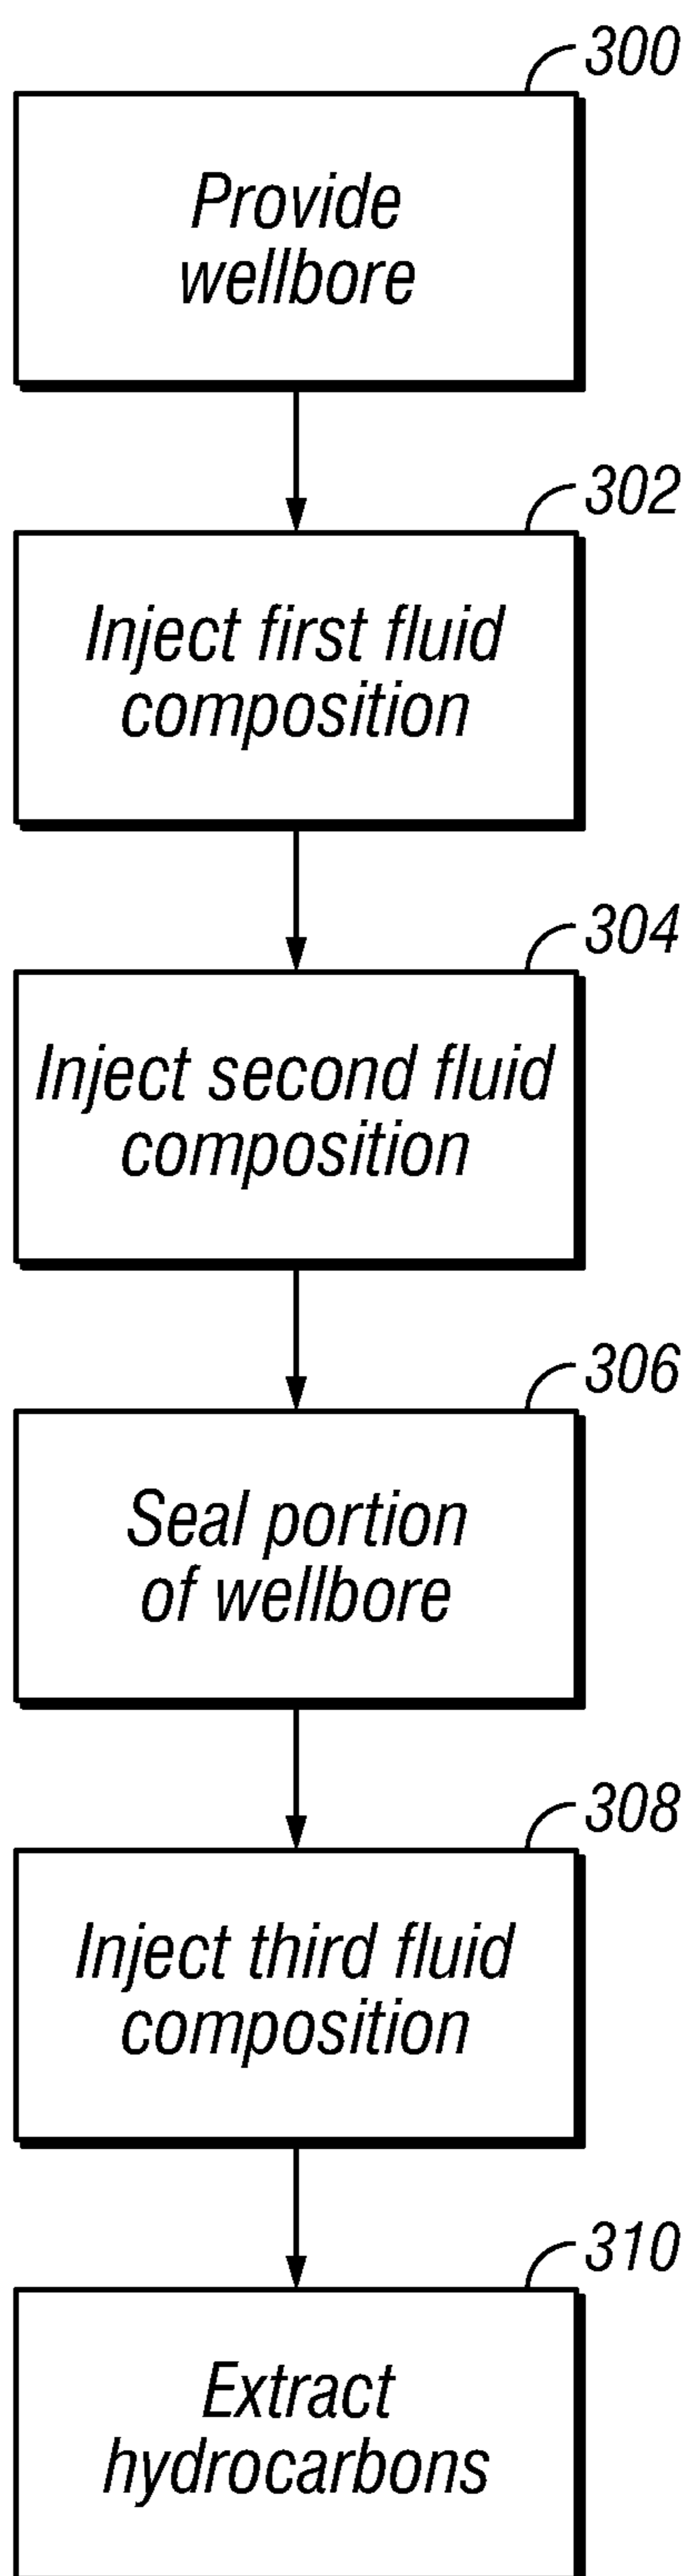 300
Provide
wellbore
302
Inject first fluid
composition
304
Inject second fluid
composition
306
Seal portion
of wellbore
308
Inject third fluid
composition
310
Extract
hydrocarbons